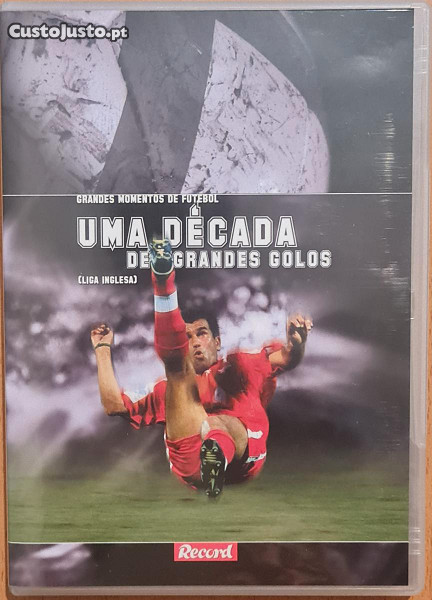 CustoJusto.pt
GRANDES MOMENTOS DE FUTEBOL
UMA DÉCADA
DE GRANDES GOLOS
(LIGA INGLESA)
Record